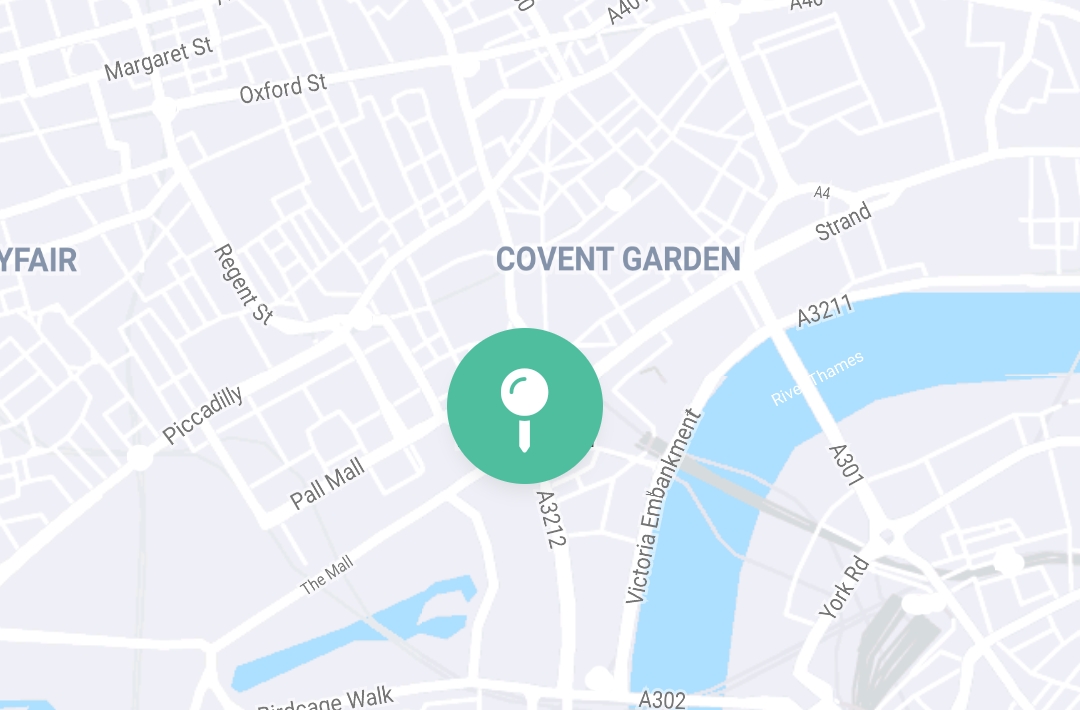 A40
A401
Margaret St
Oxford St
A4
Strand
YFAIR
COVENT GARDEN
Regent St
A3211
River Thames
Piccadilly
Pall Mall
Victoria Embankment
A301
A3212
The Mall
York Rd
Birdcage Walk
A302